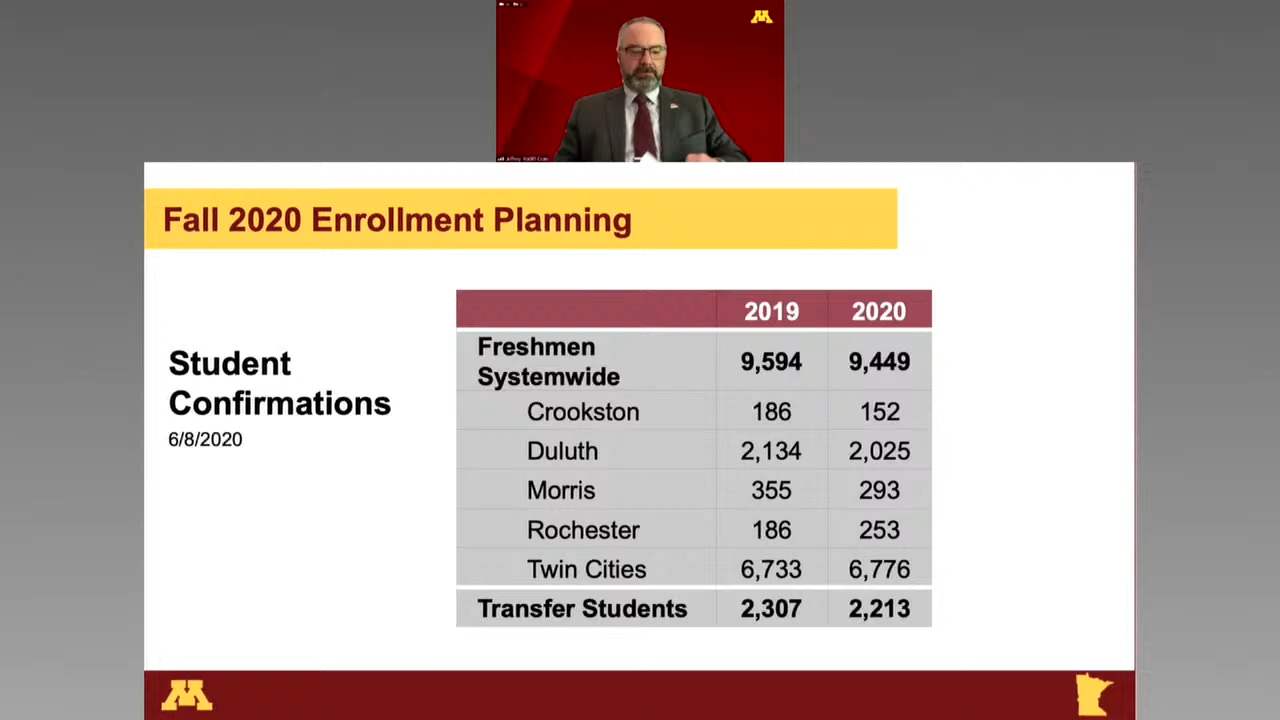 Fall 2020 Enrollment Planning
Student
Confirmations
6/8/2020
2019 2020
Freshmen
Systemwide 9,594 9,449
Crookston 186 152
Duluth 2,134 2,025
Morris 355 293
Rochester 186 253
Twin Cities 6,733 6,776
Transfer Students 2,307 2,213